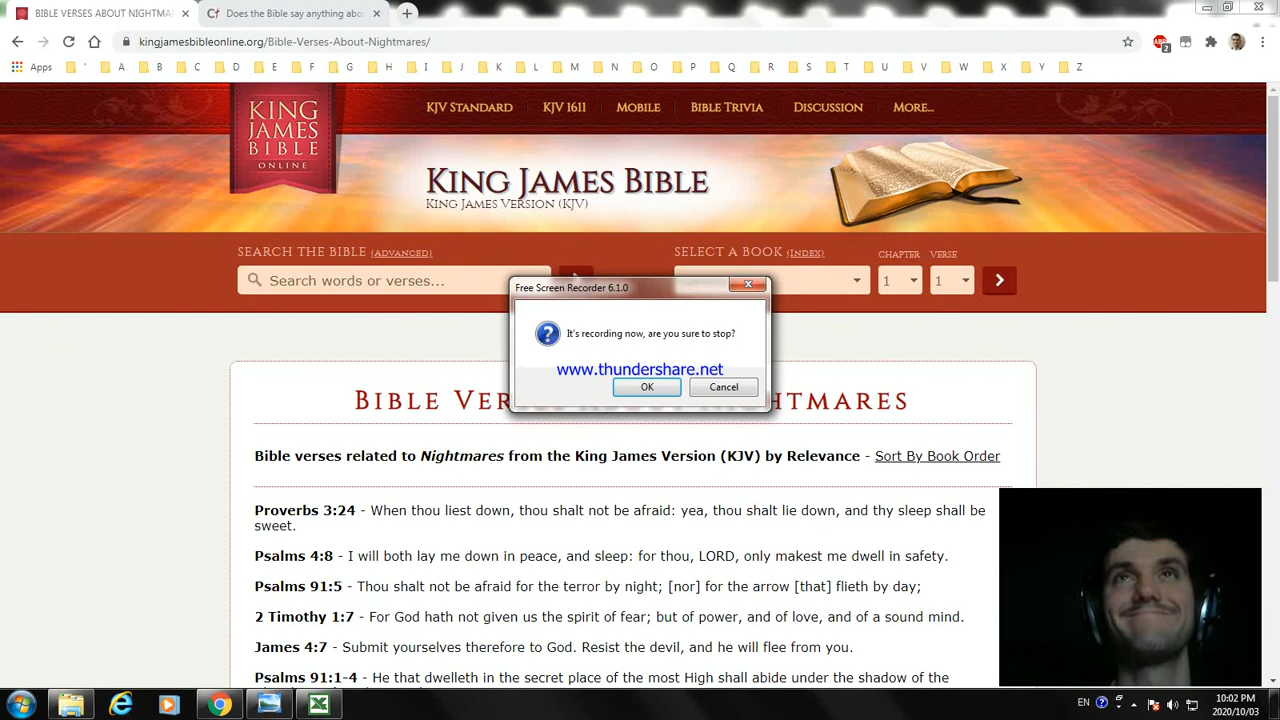 BIBLE VERSES ABOUT NIGHTMA
Does the Bible say anything abou
kingjamesbibleonline.org/Bible-Verses-About-Nightmares/
ABP
2
Apps ' A B C D E F G H I J K L M N O P Q R S T U V W X Y Z
KING
JAMES
BIBLE
ONLINE
KJV STANDARD KJV 1611 MOBILE BIBLE TRIVIA DISCUSSION MORE...
KING JAMES BIBLE
KING JAMES VERSION (KJV)
SEARCH THE BIBLE (ADVANCED)
Search words or verses...
SELECT A BOOK (INDEX)
CHAPTER VERSE
1 1
Free Screen Recorder 6.1.0
It's recording now, are you sure to stop?
www.thundershare.net
OK Cancel
BIBLE VER HTMARES
Bible verses related to Nightmares from the King James Version (KJV) by Relevance - Sort By Book Order
Proverbs 3:24 - When thou liest down, thou shalt not be afraid: yea, thou shalt lie down, and thy sleep shall be
sweet.
Psalms 4:8 - I will both lay me down in peace, and sleep: for thou, LORD, only makest me dwell in safety.
Psalms 91:5 - Thou shalt not be afraid for the terror by night; [nor] for the arrow [that] flieth by day;
2 Timothy 1:7 - For God hath not given us the spirit of fear; but of power, and of love, and of a sound mind.
James 4:7 - Submit yourselves therefore to God. Resist the devil, and he will flee from you.
Psalms 91:1-4 - He that dwelleth in the secret place of the most High shall abide under the shadow of the
EN
10:02 PM
2020/10/03